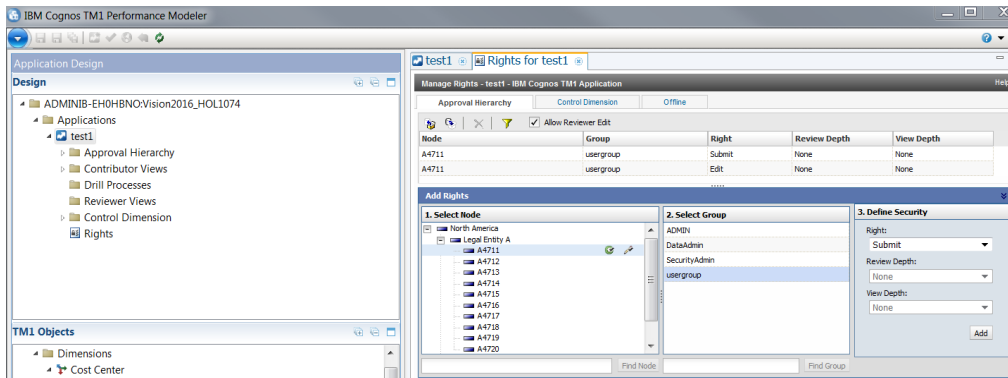 IBM Cognos TM1 Performance Modeler
Application Design
Design
ADMINIB-EH0HBNO:Vision2016_HOL1074
Applications
test1
Approval Hierarchy
Contributor Views
Drill Processes
Reviewer Views
Control Dimension
Rights
TM1 Objects
Dimensions
Cost Center
test1 Rights for test1
Manage Rights - test1 - IBM Cognos TM1 Application Help
Approval Hierarchy Control Dimension Offline
Allow Reviewer Edit
Node Group Right Review Depth View Depth
A4711 usergroup Submit None None
A4711 usergroup Edit None None
Add Rights
1. Select Node
North America
Legal Entity A
A4711
A4712
A4713
A4714
A4715
A4716
A4717
A4718
A4719
A4720
Find Node
2. Select Group
ADMIN
DataAdmin
SecurityAdmin
usergroup
Find Group
3. Define Security
Right:
Submit
Review Depth:
None
View Depth:
None
Add